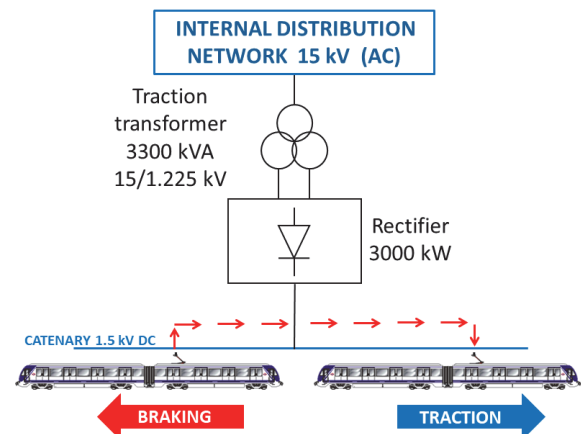 INTERNAL DISTRIBUTION
NETWORK 15 kV (AC)
Traction
transformer
3300 kVA
15/1.225 kV
Rectifier
3000 kW
CATENARY 1.5 kV DC
BRAKING
TRACTION